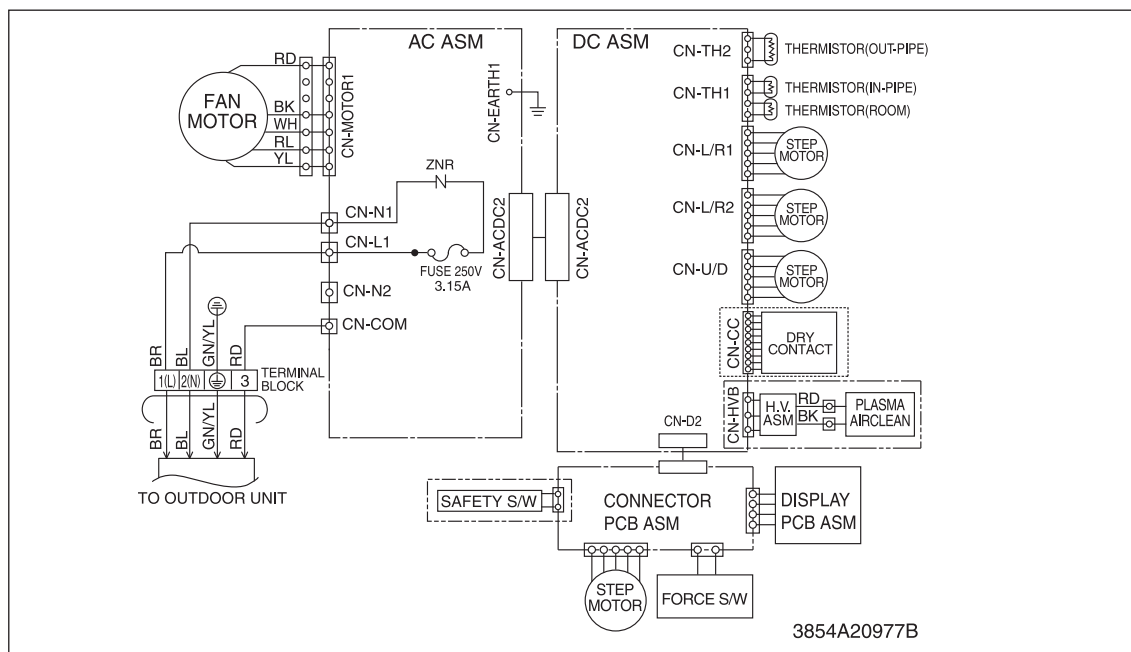 AC ASM
DC ASM
CN-TH2
THERMISTOR(OUT-PIPE)
RD
FAN
MOTOR
BK
WH
RL
YL
CN-MOTOR1
CN-EARTH1
CN-TH1
THERMISTOR(IN-PIPE)
THERMISTOR(ROOM)
CN-L/R1
STEP
MOTOR
ZNR
CN-L/R2
STEP
MOTOR
CN-N1
CN-L1
CN-ACDC2
CN-ACDC2
FUSE 250V
3.15A
CN-U/D
STEP
MOTOR
CN-N2
CN-COM
CN-CC
DRY
CONTACT
BR
BL
GN/YL
RD
1(L)
2(N)
3
TERMINAL
BLOCK
CN-HVB
H.V.
ASM
RD
BK
PLASMA
AIRCLEAN
BR
BL
GN/YL
RD
TO OUTDOOR UNIT
CN-D2
SAFETY S/W
CONNECTOR
PCB ASM
DISPLAY
PCB ASM
STEP
MOTOR
FORCE S/W
3854A20977B